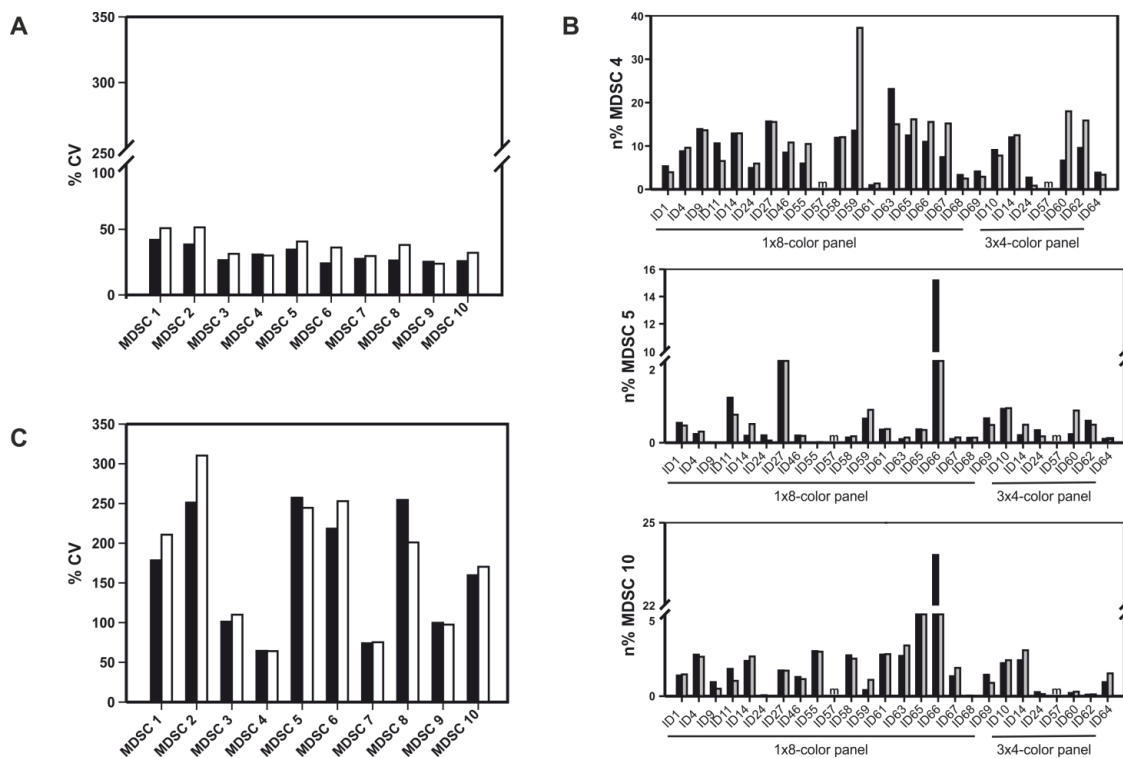 A
350
300
250
100
50
0
% CV
MDSC 1 MDSC 2 MDSC 3 MDSC 4 MDSC 5 MDSC 6 MDSC 7 MDSC 8 MDSC 9 MDSC 10
B
40
30
20
10
0
n% MDSC 4
m m
ID1 ID4 ID9 ID11 ID14 ID24 ID27 ID46 ID55 ID57 ID58 ID59 ID61 ID63 ID65 ID66 ID67 ID68 ID69 ID10 ID14 ID24 ID57 ID60 ID62 ID64
1x8-color panel 3x4-color panel
16
14
12
10
2
0
n% MDSC 5
m m
ID1 ID4 ID9 ID11 ID14 ID24 ID27 ID46 ID55 ID57 ID58 ID59 ID61 ID63 ID65 ID66 ID67 ID68 ID69 ID10 ID14 ID24 ID57 ID60 ID62 ID64
1x8-color panel 3x4-color panel
25
22
5
0
n% MDSC 10
m m
ID1 ID4 ID9 ID11 ID14 ID24 ID27 ID46 ID55 ID57 ID58 ID59 ID61 ID63 ID65 ID66 ID67 ID68 ID69 ID10 ID14 ID24 ID57 ID60 ID62 ID64
1x8-color panel 3x4-color panel
C
350
300
250
200
150
100
50
0
% CV
MDSC 1 MDSC 2 MDSC 3 MDSC 4 MDSC 5 MDSC 6 MDSC 7 MDSC 8 MDSC 9 MDSC 10